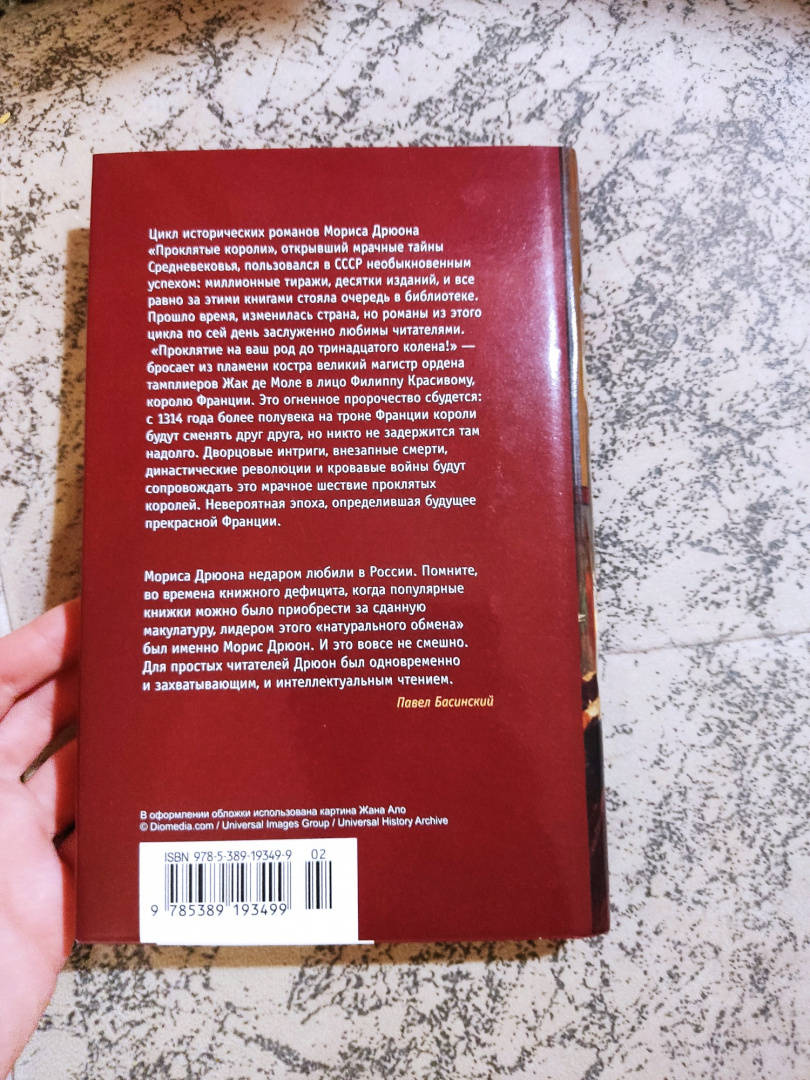 Цикл исторических романов Мориса Дрюона
«Проклятые короли», открывший мрачные тайны
Средневековья, пользовался в СССР необыкновенным
успехом: миллионные тиражи, десятки изданий, и все
равно за этими книгами стояла очередь в библиотеке.
Прошло время, изменилась страна, но романы из этого
цикла по сей день заслуженно любимы читателями.
«Проклятие на ваш род до тринадцатого колена!» —
бросает из пламени костра великий магистр ордена
тамплиеров Жак де Моле в лицо Филиппу Красивому,
королю Франции. Это огненное пророчество сбудется:
с 1314 года более полувека на троне Франции короли
будут сменять друг друга, но никто не задержится там
надолго. Дворцовые интриги, внезапные смерти,
династические революции и кровавые войны будут
сопровождать это мрачное шествие проклятых
королей. Невероятная эпоха, определившая будущее
прекрасной Франции.
Мориса Дрюона недаром любили в России. Помните,
во времена книжного дефицита, когда популярные
книжки можно было приобрести за сданную
макулатуру, лидером этого «натурального обмена»
был именно Морис Дрюон. И это вовсе не смешно.
Для простых читателей Дрюон был одновременно
и захватывающим, и интеллектуальным чтением.
Павел Басинский
В оформлении обложки использована картина Жана Ало
© Diomedia.com / Universal Images Group / Universal History Archive
ISBN 978-5-389-19349-9 02
9 785389 193499